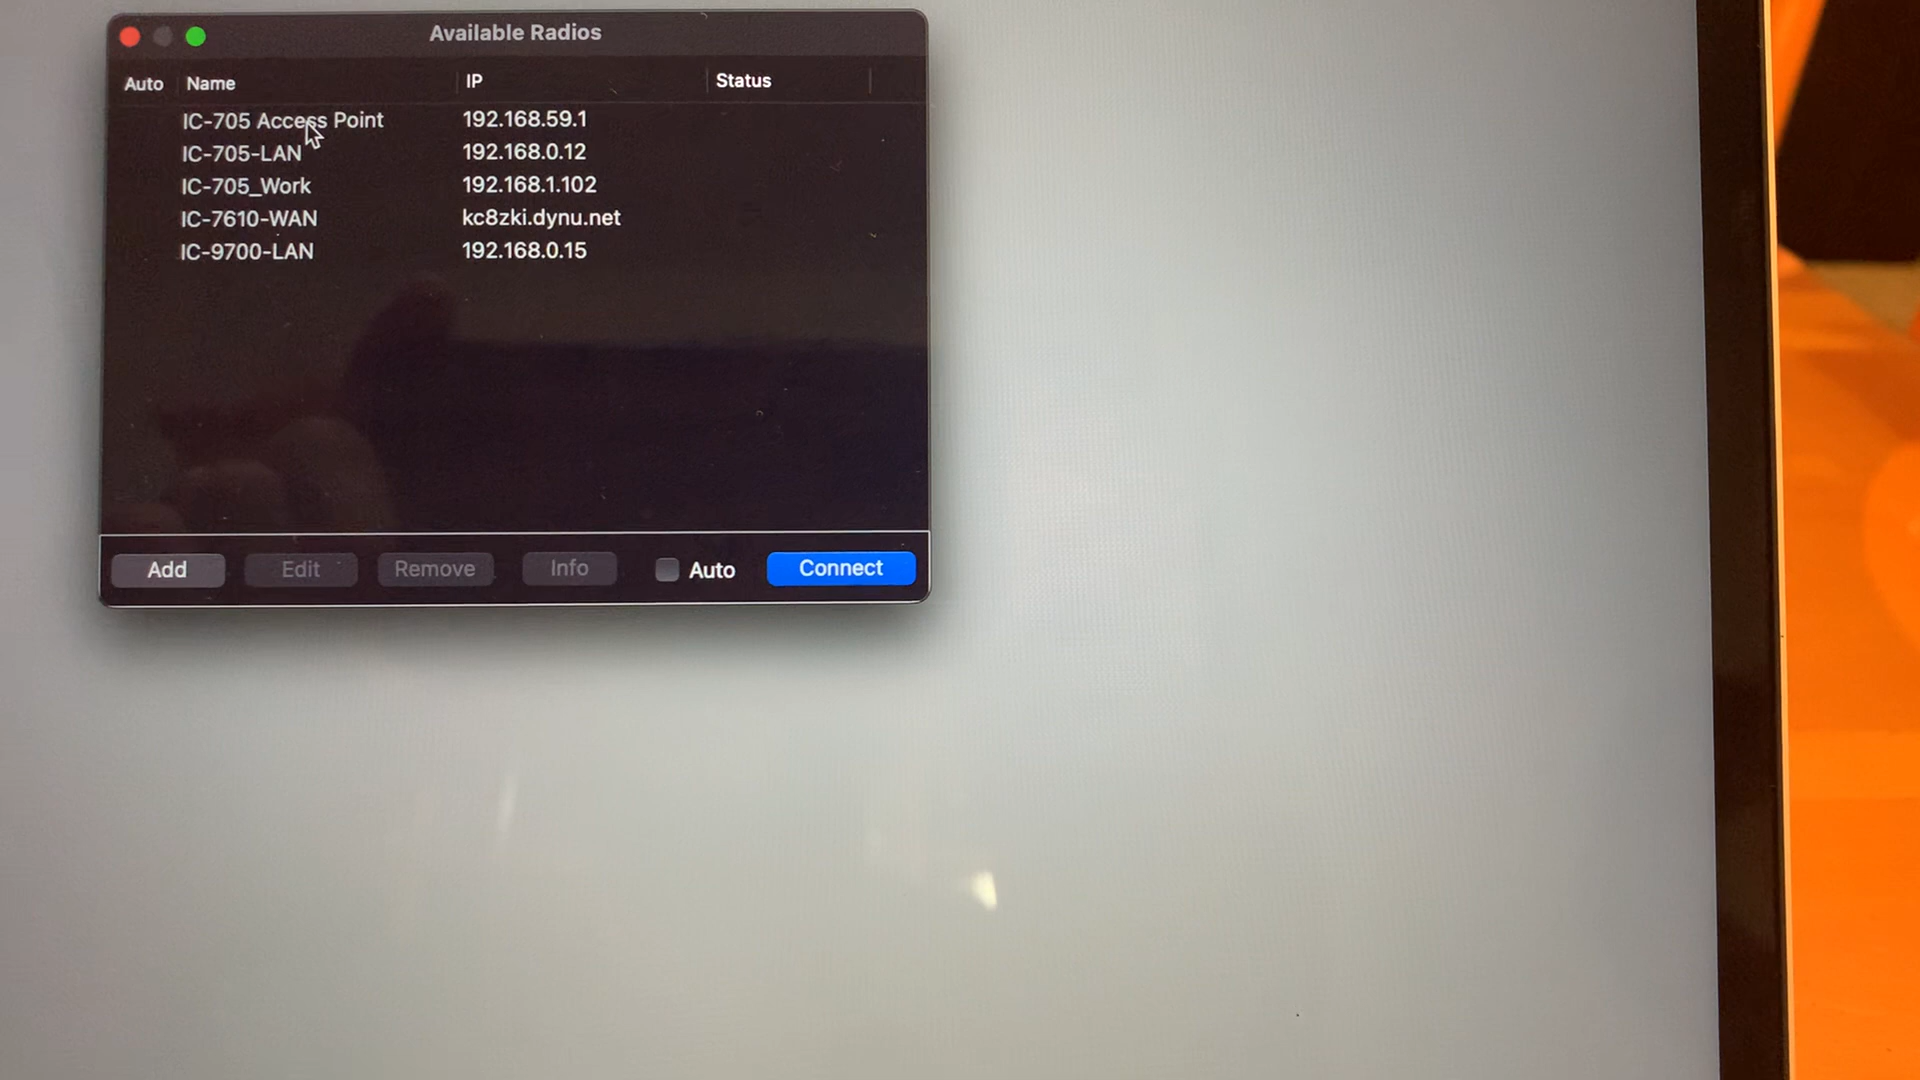 Available Radios
Auto Name IP Status
IC-705 Access Point 192.168.59.1
IC-705-LAN 192.168.0.12
IC-705_Work 192.168.1.102
IC-7610-WAN kc8zki.dynu.net
IC-9700-LAN 192.168.0.15
Add Edit Remove Info Auto Connect